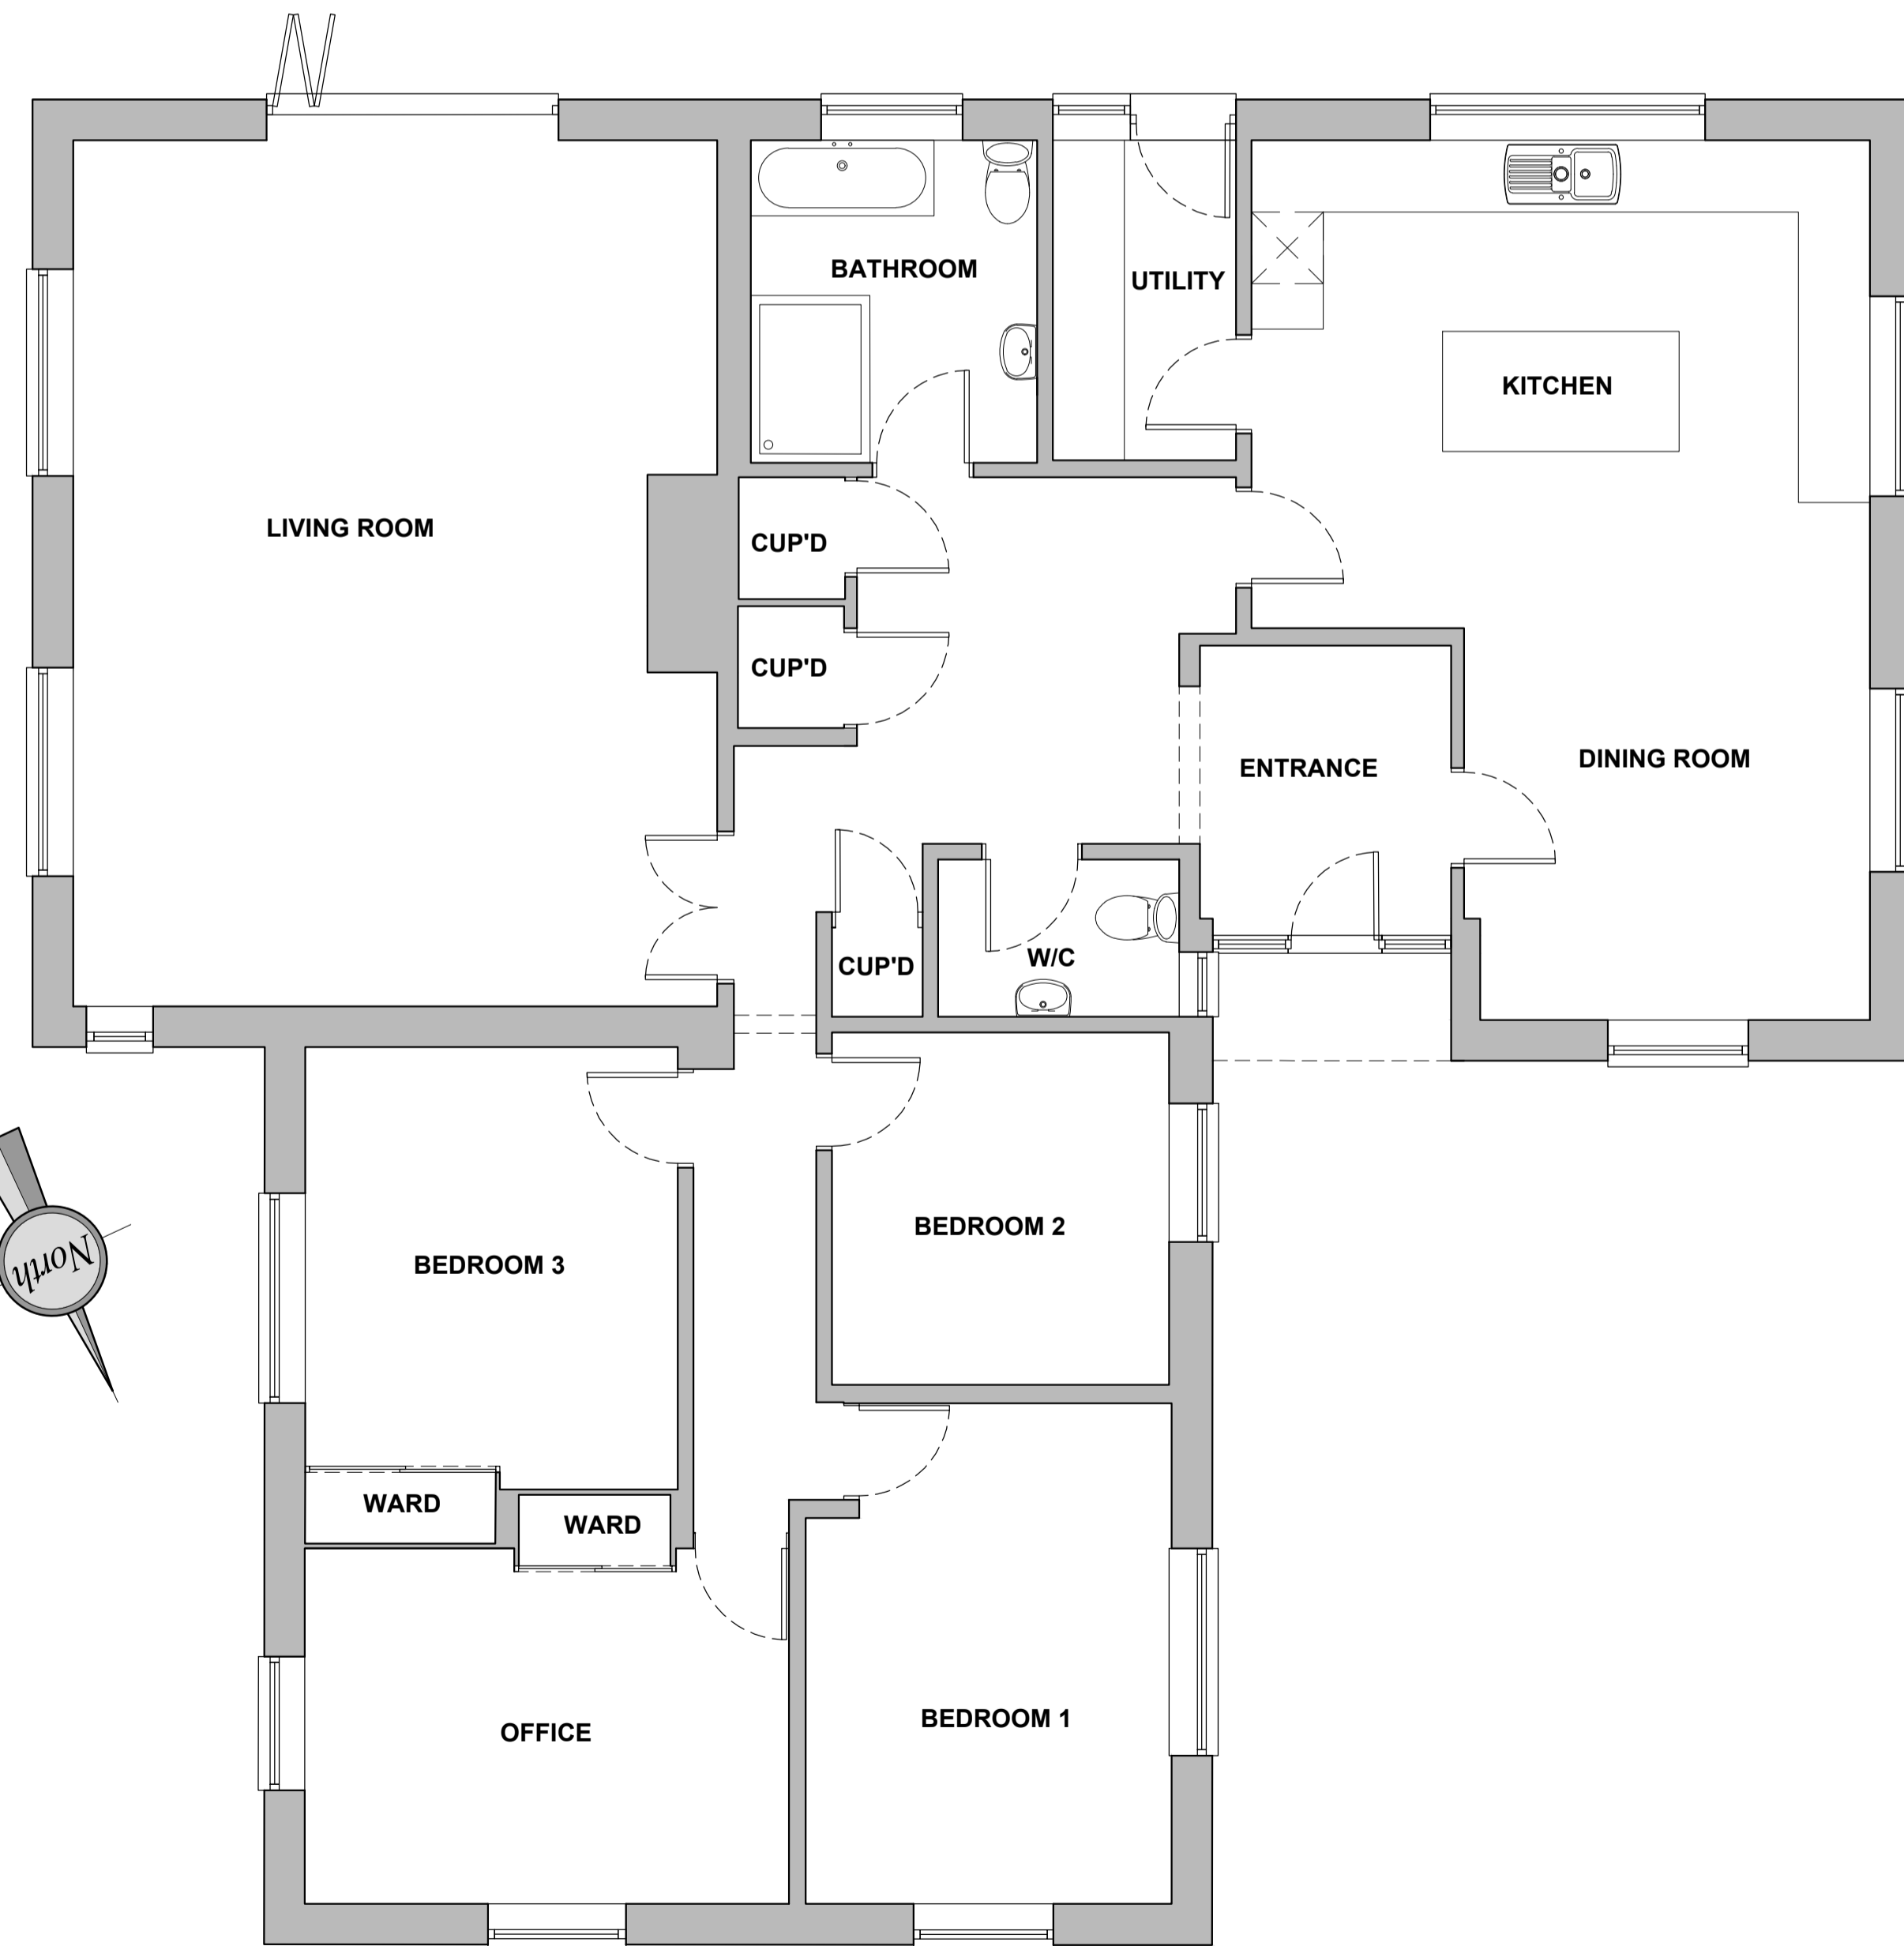 BATHROOM
UTILITY
KITCHEN
LIVING ROOM
CUP'D
CUP'D
ENTRANCE
DINING ROOM
CUP'D
W/C
BEDROOM 2
North
BEDROOM 3
WARD
WARD
OFFICE
BEDROOM 1